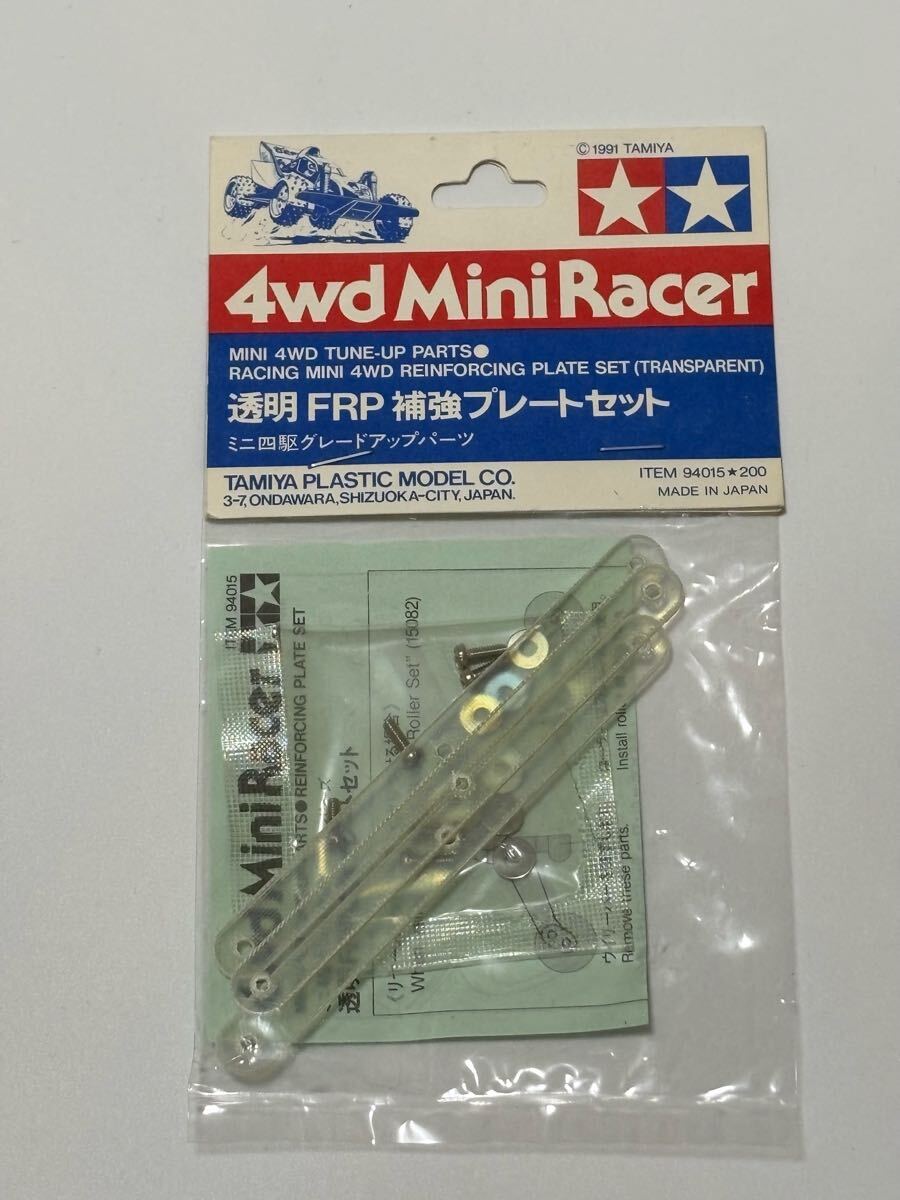 © 1991 TAMIYA
4wd Mini Racer
MINI 4WD TUNE-UP PARTS●
RACING MINI 4WD REINFORCING PLATE SET (TRANSPARENT)
透明 FRP 補強プレートセット
ミニ四駆グレードアップパーツ
TAMIYA PLASTIC MODEL CO.
3-7, ONDAWARA, SHIZUOKA-CITY, JAPAN.
ITEM 94015★200
MADE IN JAPAN
ITEM 94015
Mini Racer
ARTS● REINFORCING PLATE SET
Roller Set" (15082)
Install
Remove these parts.